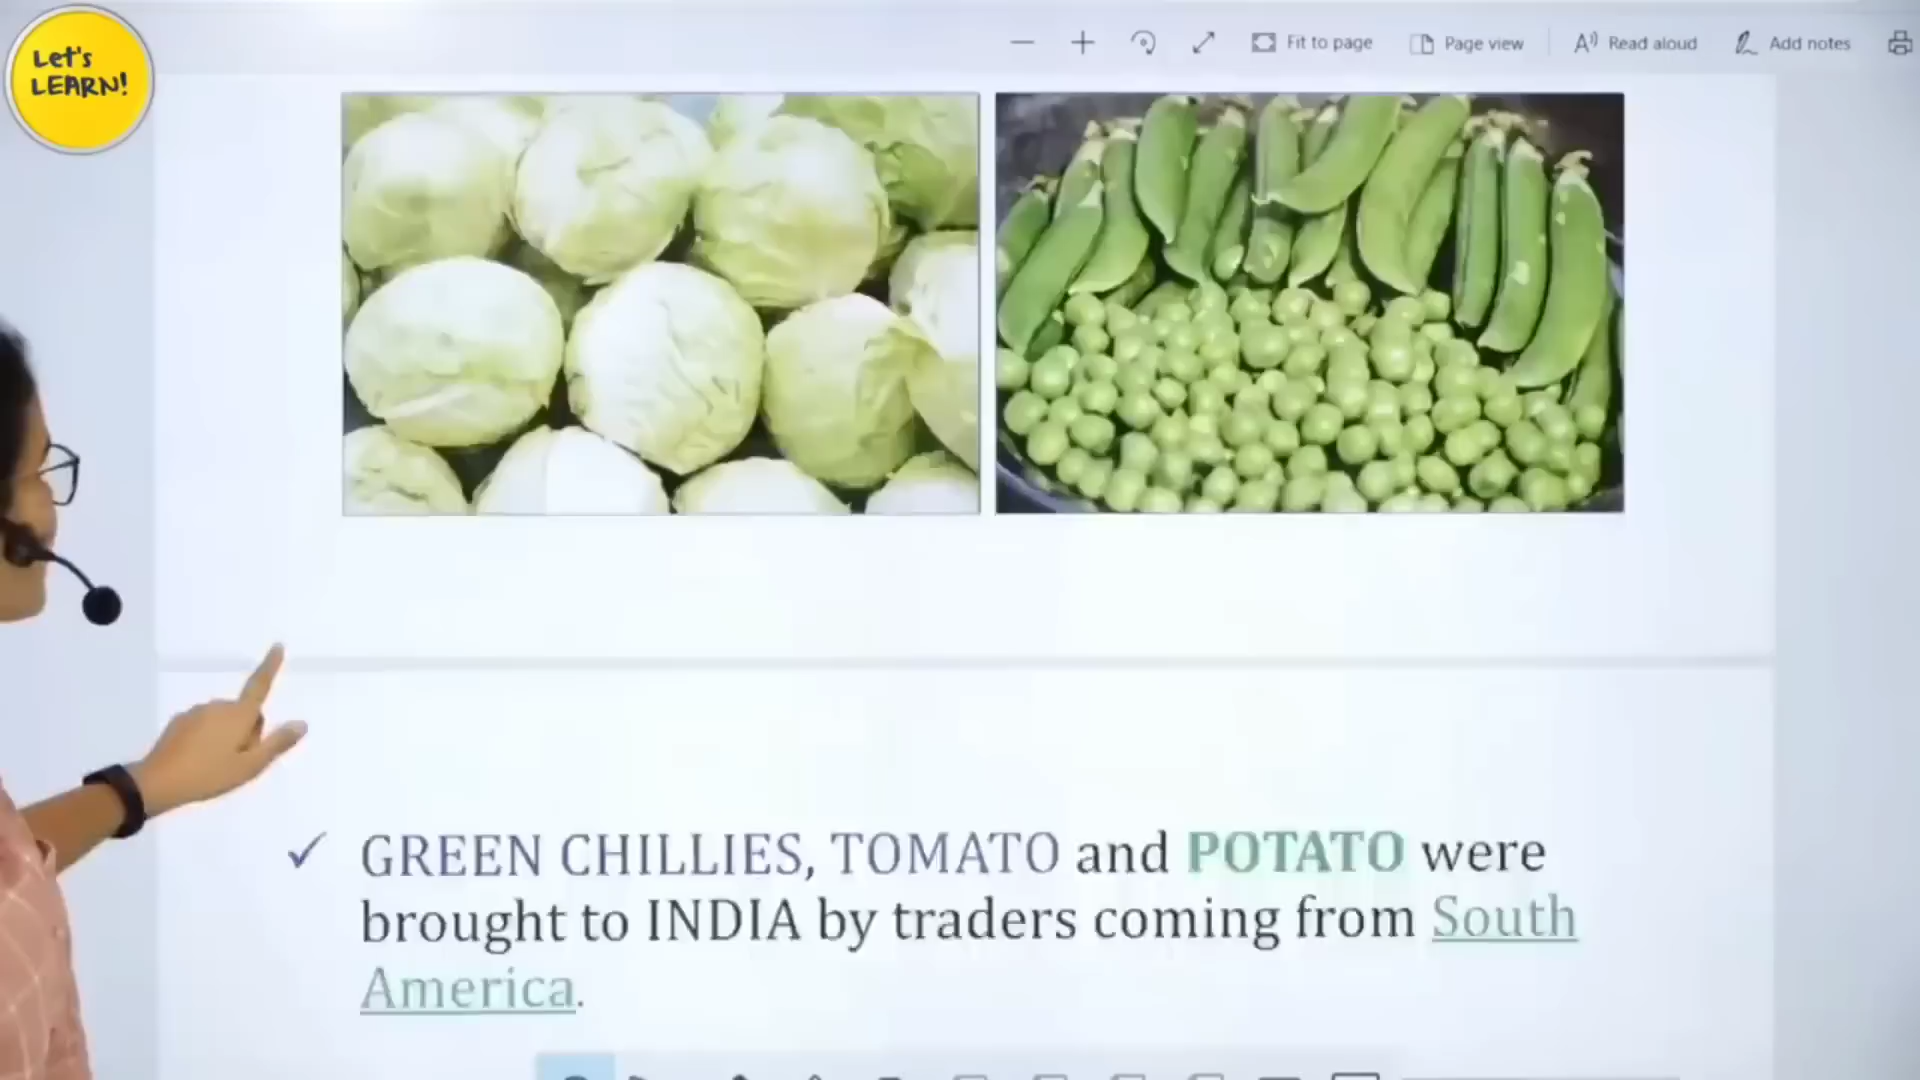 Let's
LEARN!
Fit to page
Page view
Read aloud
Add notes
✓ GREEN CHILLIES, TOMATO and POTATO were
brought to INDIA by traders coming from South
America.